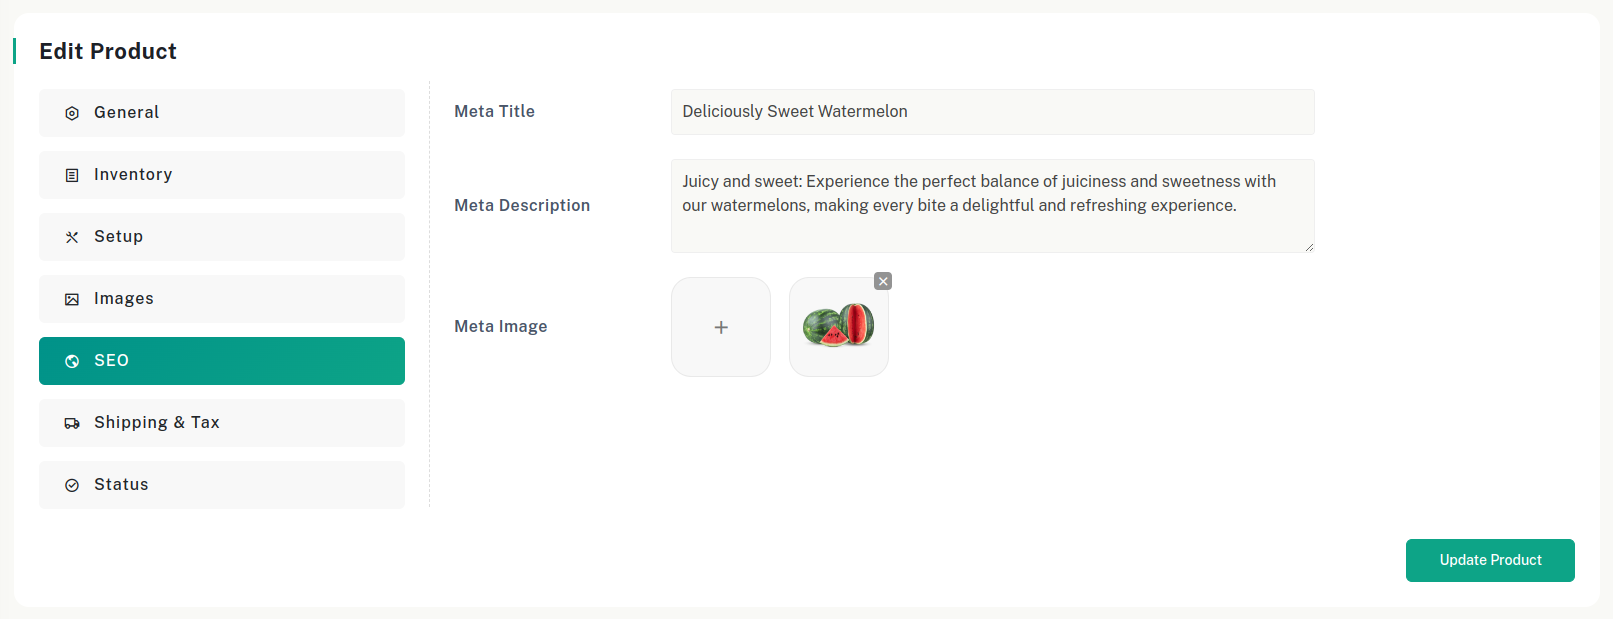 Edit Product
General
Inventory
Setup
Images
SEO
Shipping & Tax
Status
Meta Title
Deliciously Sweet Watermelon
Meta Description
Juicy and sweet: Experience the perfect balance of juiciness and sweetness with
our watermelons, making every bite a delightful and refreshing experience.
Meta Image
Update Product